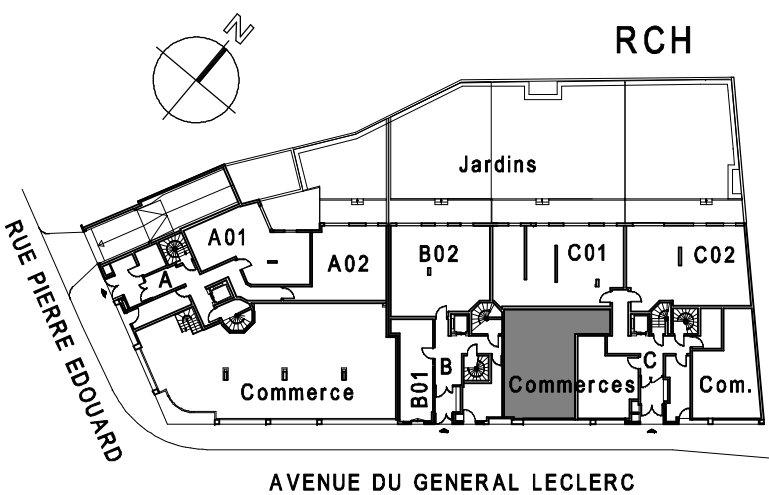 N
RCH
Jardins
A01
A02
B02
C01
C02
A
B
C
B01
Commerce
Commerces
Com.
RUE PIERRE EDOUARD
AVENUE DU GENERAL LECLERC